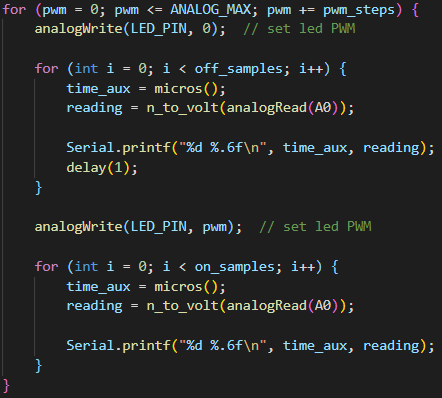 for (pwm = 0; pwm <= ANALOG_MAX; pwm += pwm_steps) {
    analogWrite(LED_PIN, 0);  // set led PWM

    for (int i = 0; i < off_samples; i++) {
        time_aux = micros();
        reading = n_to_volt(analogRead(A0));

        Serial.printf("%d %.6f\n", time_aux, reading);
        delay(1);
    }

    analogWrite(LED_PIN, pwm);  // set led PWM

    for (int i = 0; i < on_samples; i++) {
        time_aux = micros();
        reading = n_to_volt(analogRead(A0));

        Serial.printf("%d %.6f\n", time_aux, reading);
    }
}